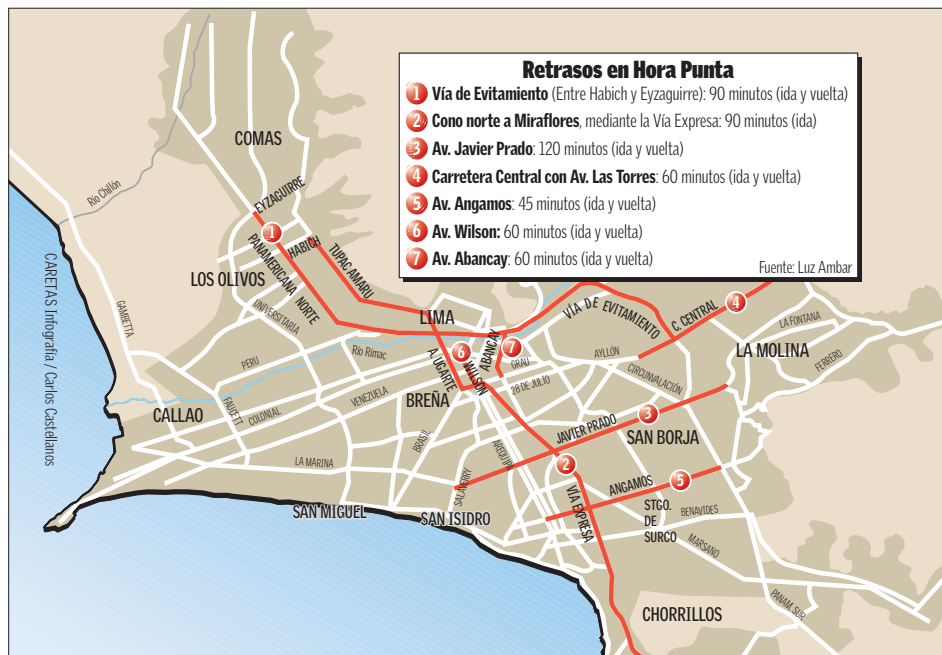 Retrasos en Hora Punta
1 Vía de Evitamiento (Entre Habich y Eyzaguirre): 90 minutos (ida y vuelta)
2 Cono norte a Miraflores, mediante la Vía Expresa: 90 minutos (ida)
3 Av. Javier Prado: 120 minutos (ida y vuelta)
4 Carretera Central con Av. Las Torres: 60 minutos (ida y vuelta)
5 Av. Angamos: 45 minutos (ida y vuelta)
6 Av. Wilson: 60 minutos (ida y vuelta)
7 Av. Abancay: 60 minutos (ida y vuelta)
Fuente: Luz Ambar
COMAS
Río Chillón
EYZAGUIRRE
1
HABICH
TUPAC AMARU
PANAMERICANA NORTE
LOS OLIVOS
GAMBETTA
UNIVERSITARIA
LIMA
VÍA DE EVITAMIENTO
C. CENTRAL
4
LA FONTANA
LA MOLINA
FERRERO
PERU
Río Rímac
A. UGARTE
6
WILSON
ABANCAY
7
GRAU
AYLLÓN
CIRCUNVALACIÓN
28 DE JULIO
VENEZUELA
BREÑA
CALLAO
FAUCETT
COLONIAL
BRASIL
AREQUIPA
JAVIER PRADO
3
SAN BORJA
LA MARINA
SALAVERRY
2
ANGAMOS
5
SAN MIGUEL
SAN ISIDRO
VÍA EXPRESA
STGO.
DE
SURCO
BENAVIDES
MARSANO
PANAM. SUR
CHORRILLOS
CARETAS Infografía / Carlos Castellanos